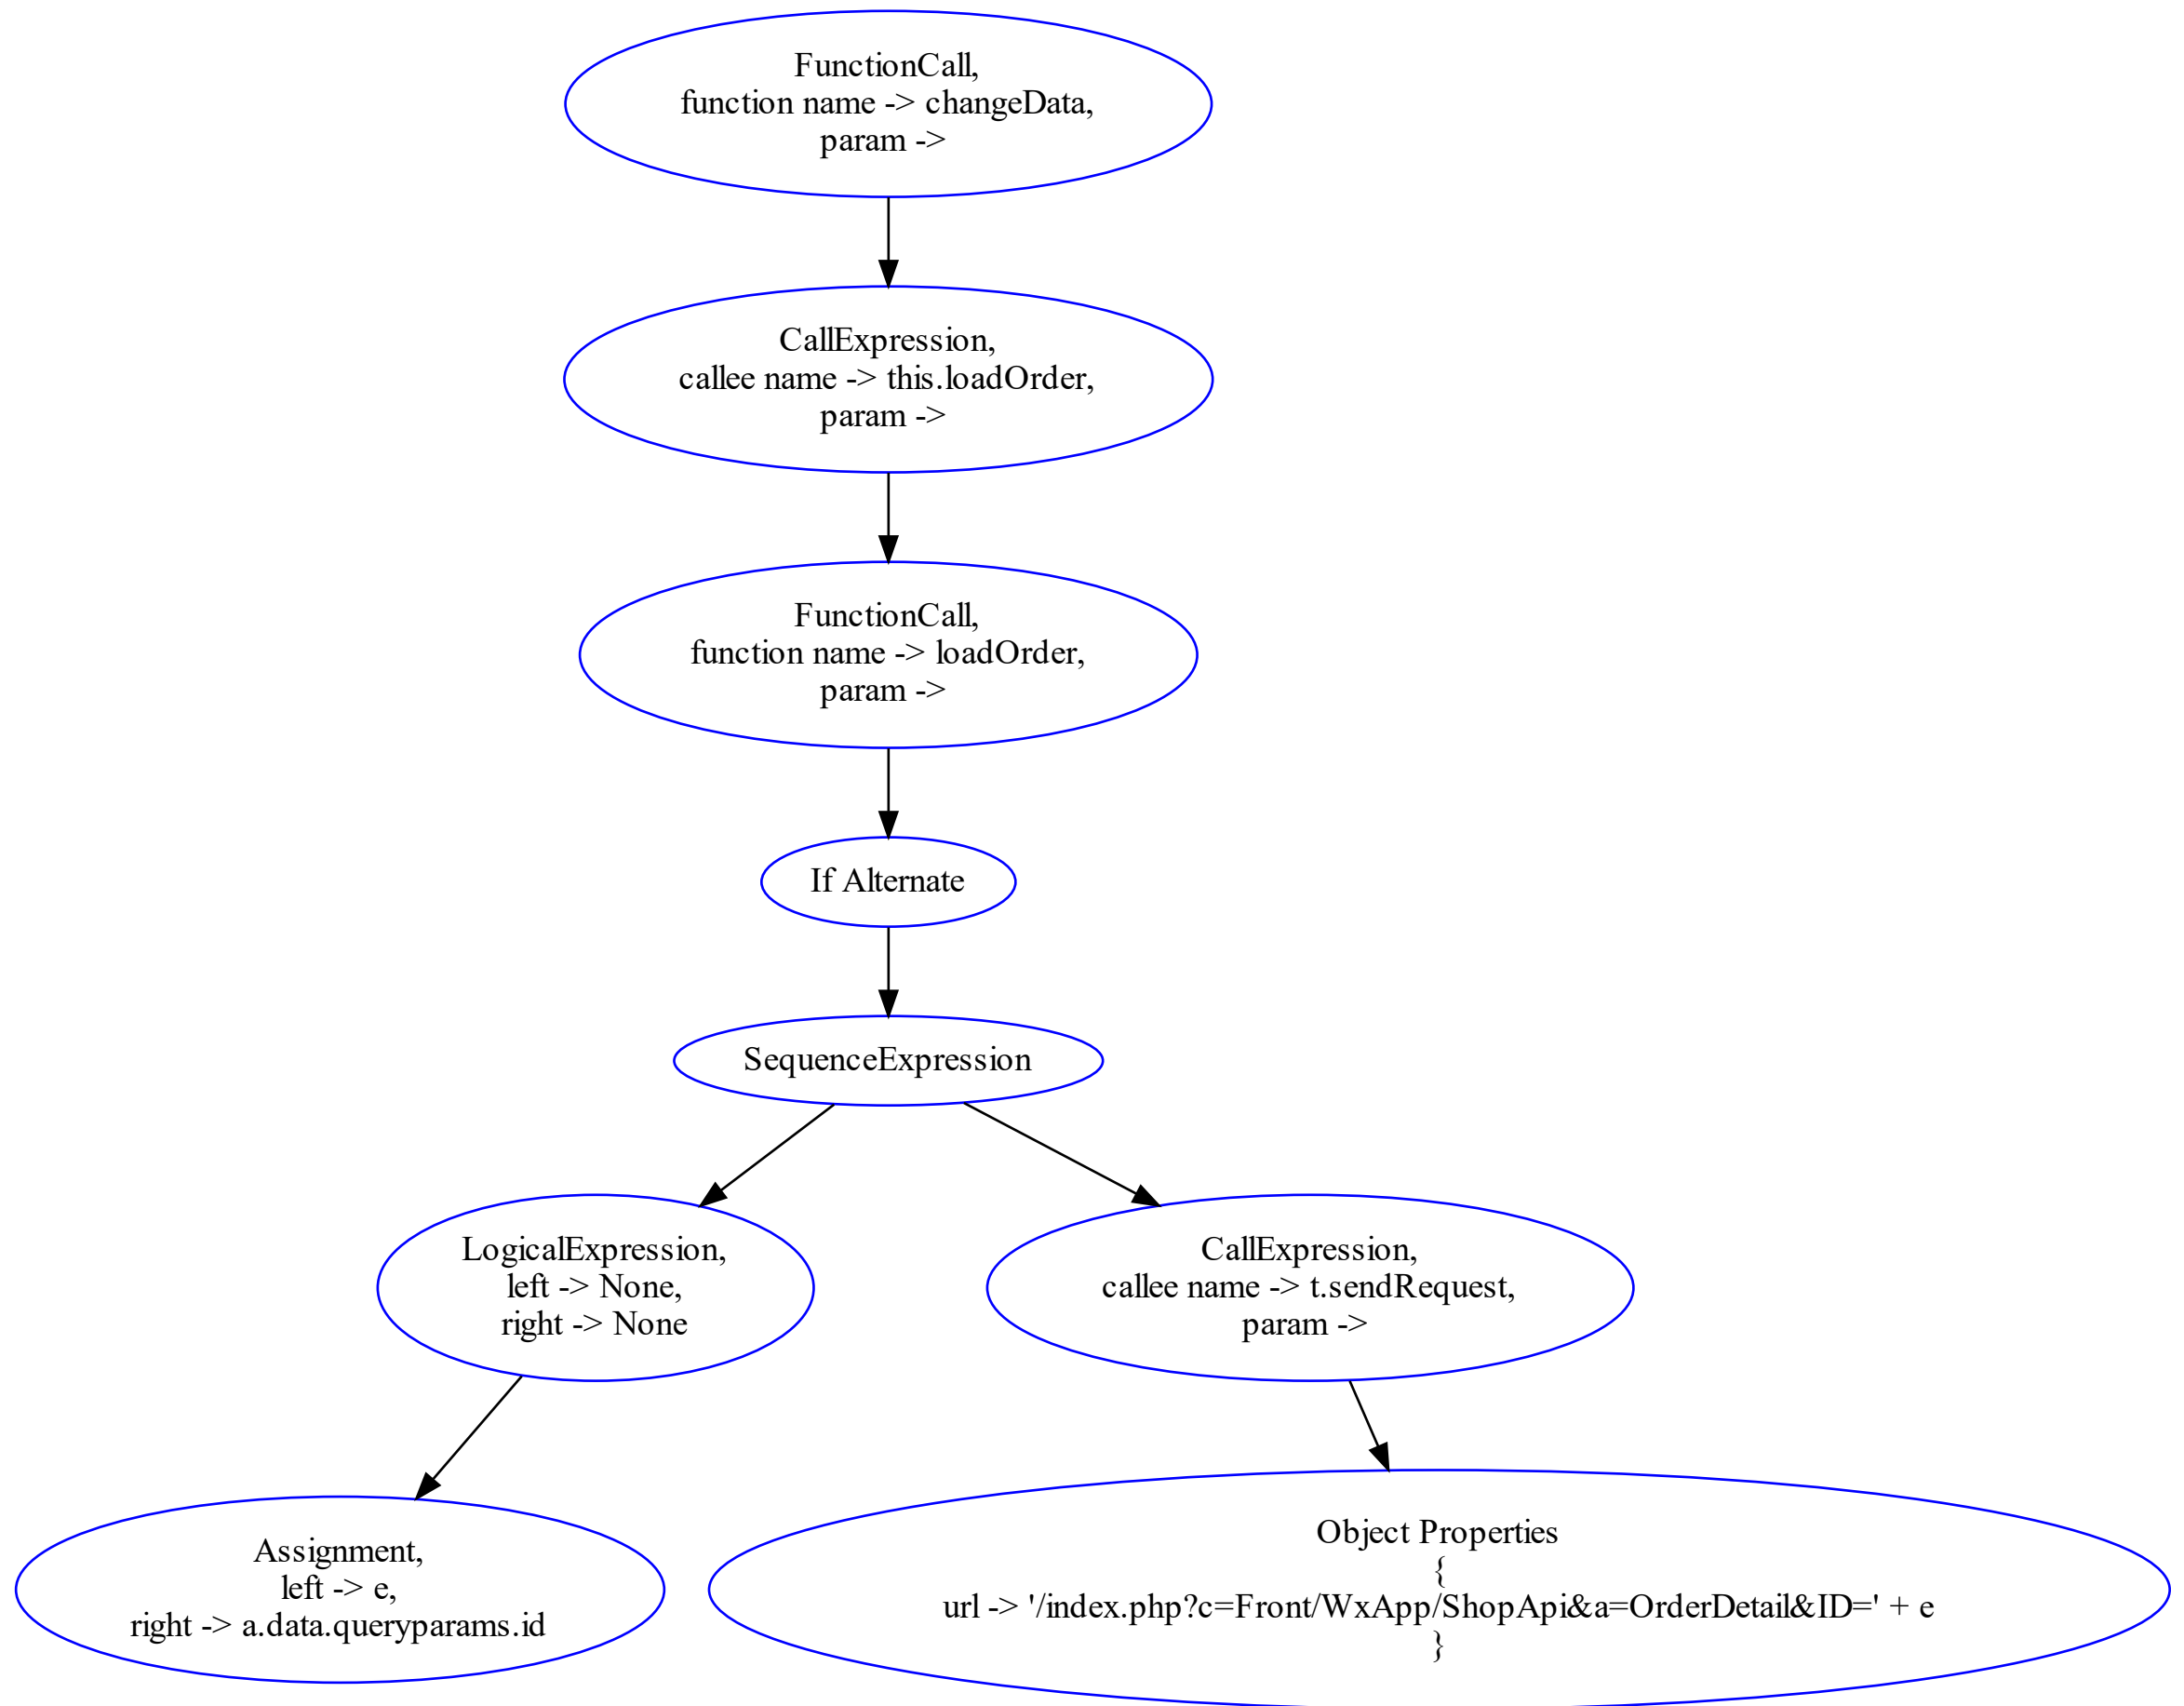 FunctionCall,
function name -> changeData,
param ->
CallExpression,
callee name -> this.loadOrder,
param ->
FunctionCall,
function name -> loadOrder,
param ->
If Alternate
SequenceExpression
LogicalExpression,
left -> None,
right -> None
CallExpression,
callee name -> t.sendRequest,
param ->
Assignment,
left -> e,
right -> a.data.queryparams.id
Object Properties
{
url -> '/index.php?c=Front/WxApp/ShopApi&a=OrderDetail&ID=' + e
}